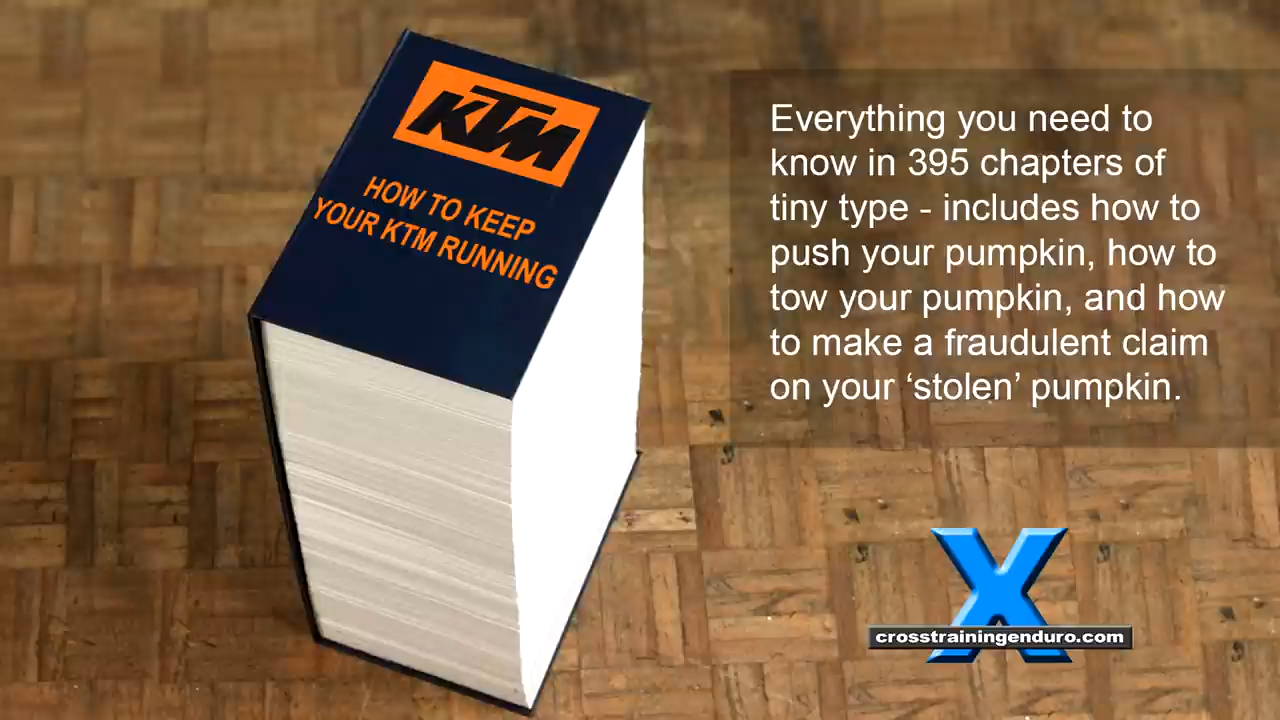 KTM
HOW TO KEEP
YOUR KTM RUNNING
Everything you need to
know in 395 chapters of
tiny type - includes how to
push your pumpkin, how to
tow your pumpkin, and how
to make a fraudulent claim
on your ‘stolen’ pumpkin.
X
crosstrainingenduro.com